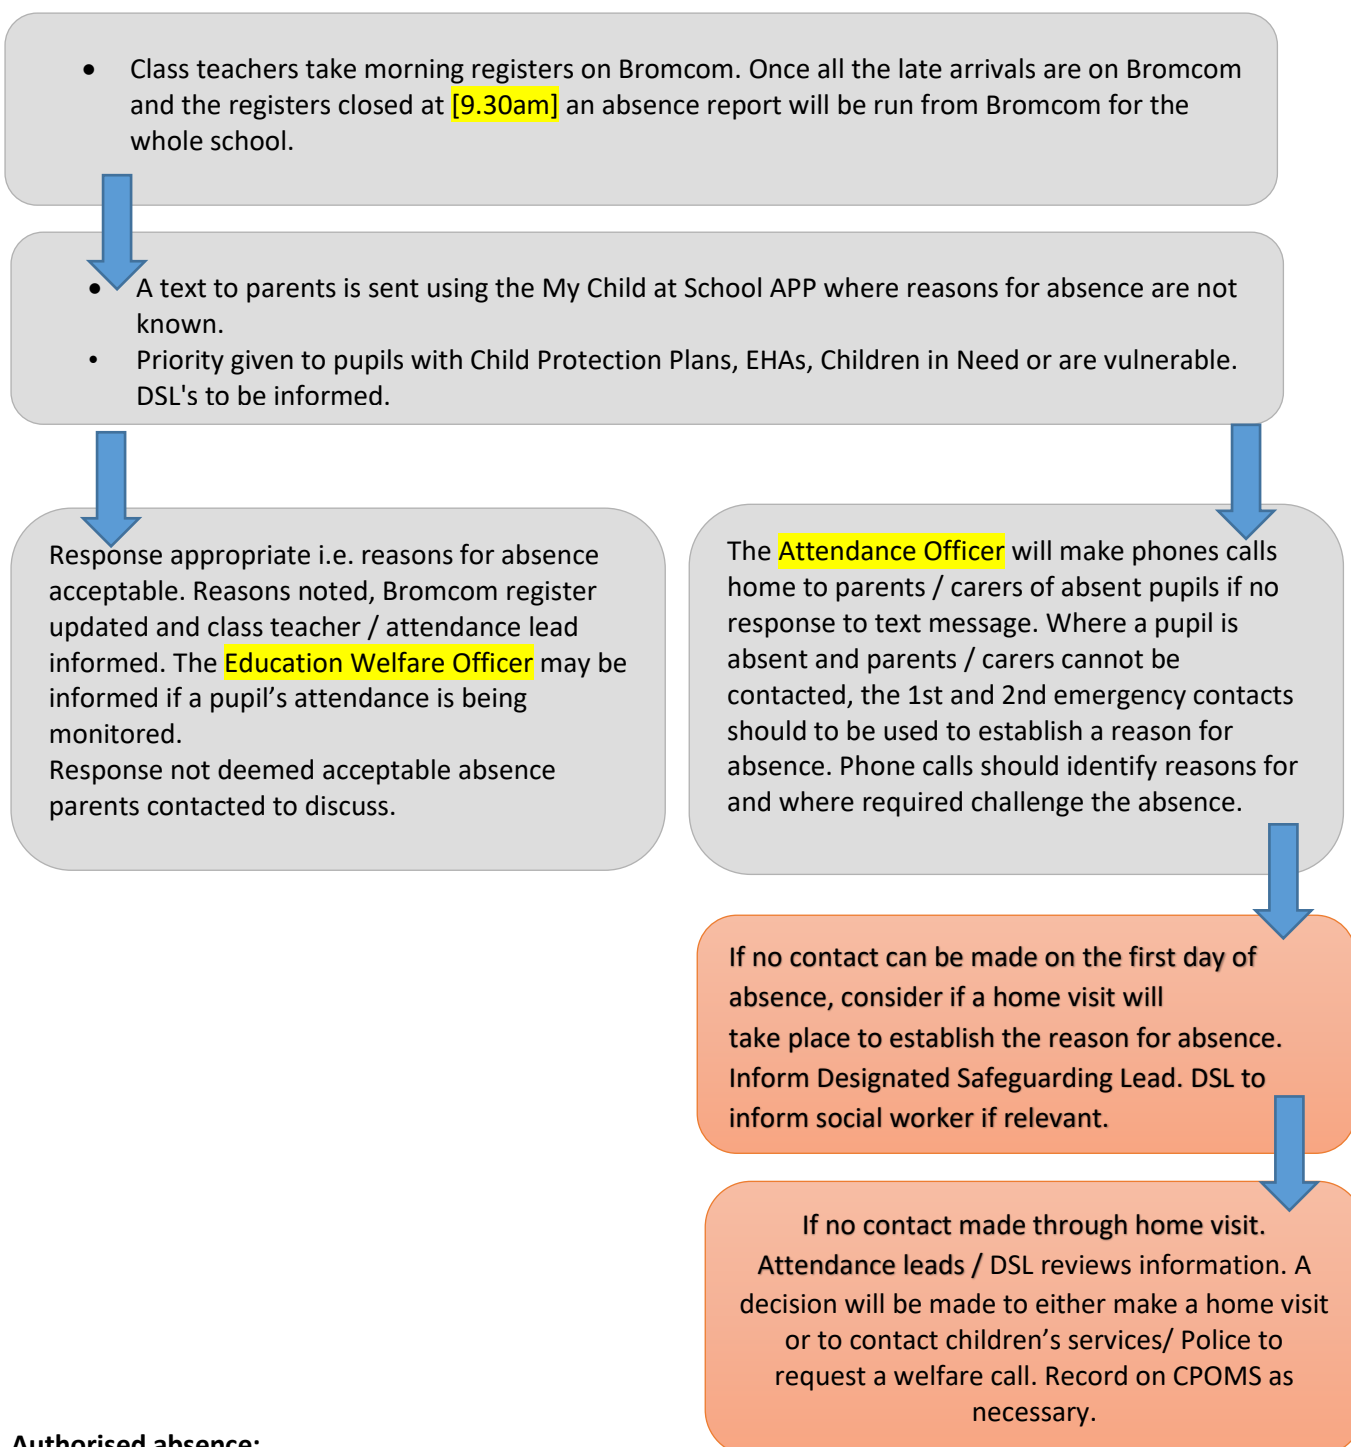 • Class teachers take morning registers on Bromcom. Once all the late arrivals are on Bromcom
and the registers closed at [9.30am] an absence report will be run from Bromcom for the
whole school.
• A text to parents is sent using the My Child at School APP where reasons for absence are not
known.
• Priority given to pupils with Child Protection Plans, EHAs, Children in Need or are vulnerable.
DSL's to be informed.
Response appropriate i.e. reasons for absence
acceptable. Reasons noted, Bromcom register
updated and class teacher / attendance lead
informed. The Education Welfare Officer may be
informed if a pupil’s attendance is being
monitored.
Response not deemed acceptable absence
parents contacted to discuss.
The Attendance Officer will make phones calls
home to parents / carers of absent pupils if no
response to text message. Where a pupil is
absent and parents / carers cannot be
contacted, the 1st and 2nd emergency contacts
should to be used to establish a reason for
absence. Phone calls should identify reasons for
and where required challenge the absence.
If no contact can be made on the first day of
absence, consider if a home visit will
take place to establish the reason for absence.
Inform Designated Safeguarding Lead. DSL to
inform social worker if relevant.
If no contact made through home visit.
Attendance leads / DSL reviews information. A
decision will be made to either make a home visit
or to contact children’s services/ Police to
request a welfare call. Record on CPOMS as
necessary.
Authorised absence: